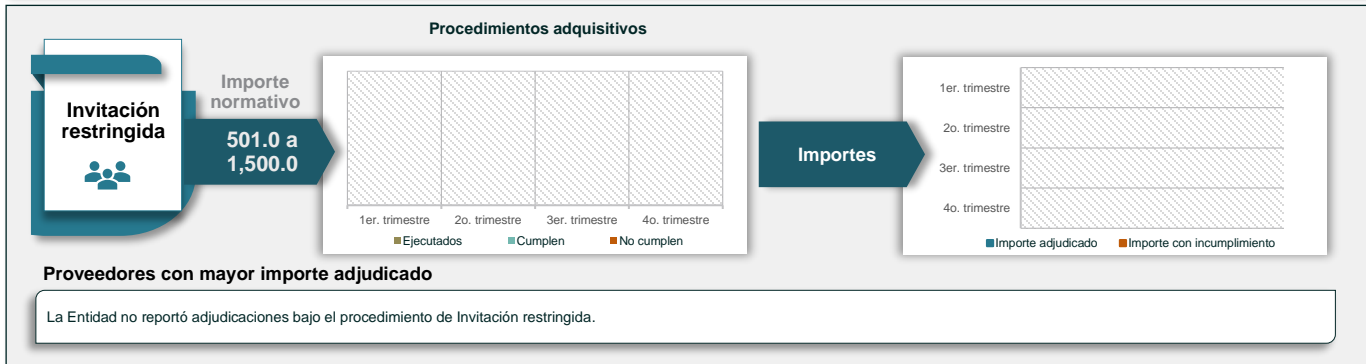 Procedimientos adquisitivos
Invitación
restringida
Importe
normativo
501.0 a
1,500.0
1er. trimestre 2o. trimestre 3er. trimestre 4o. trimestre
Ejecutados Cumplen No cumplen
Importes
1er. trimestre
2o. trimestre
3er. trimestre
4o. trimestre
Importe adjudicado Importe con incumplimiento
Proveedores con mayor importe adjudicado
La Entidad no reportó adjudicaciones bajo el procedimiento de Invitación restringida.